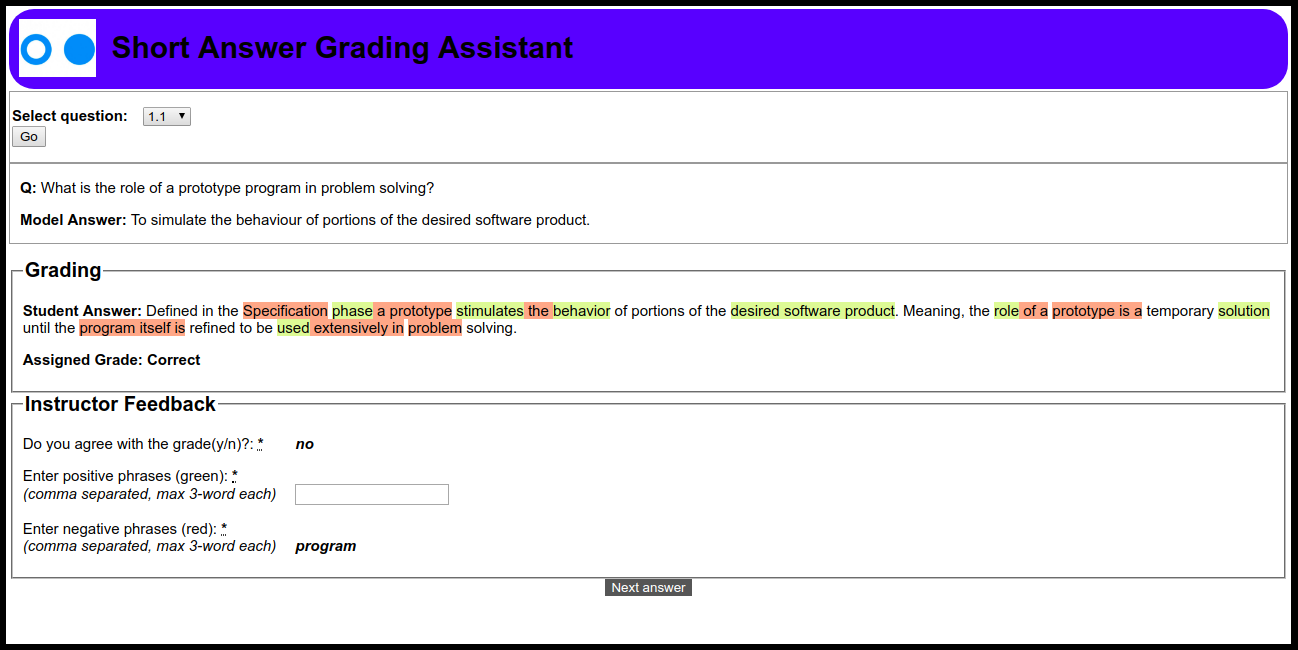 Short Answer Grading Assistant
Select question: 1.1 ▼
Go
Q: What is the role of a prototype program in problem solving?
Model Answer: To simulate the behaviour of portions of the desired software product.
Grading
Student Answer: Defined in the Specification phase a prototype stimulates the behavior of portions of the desired software product. Meaning, the role of a prototype is a temporary solution
until the program itself is refined to be used extensively in problem solving.
Assigned Grade: Correct
Instructor Feedback
Do you agree with the grade(y/n)?: * no
Enter positive phrases (green): *
(comma separated, max 3-word each)
Enter negative phrases (red): *
(comma separated, max 3-word each) program
Next answer